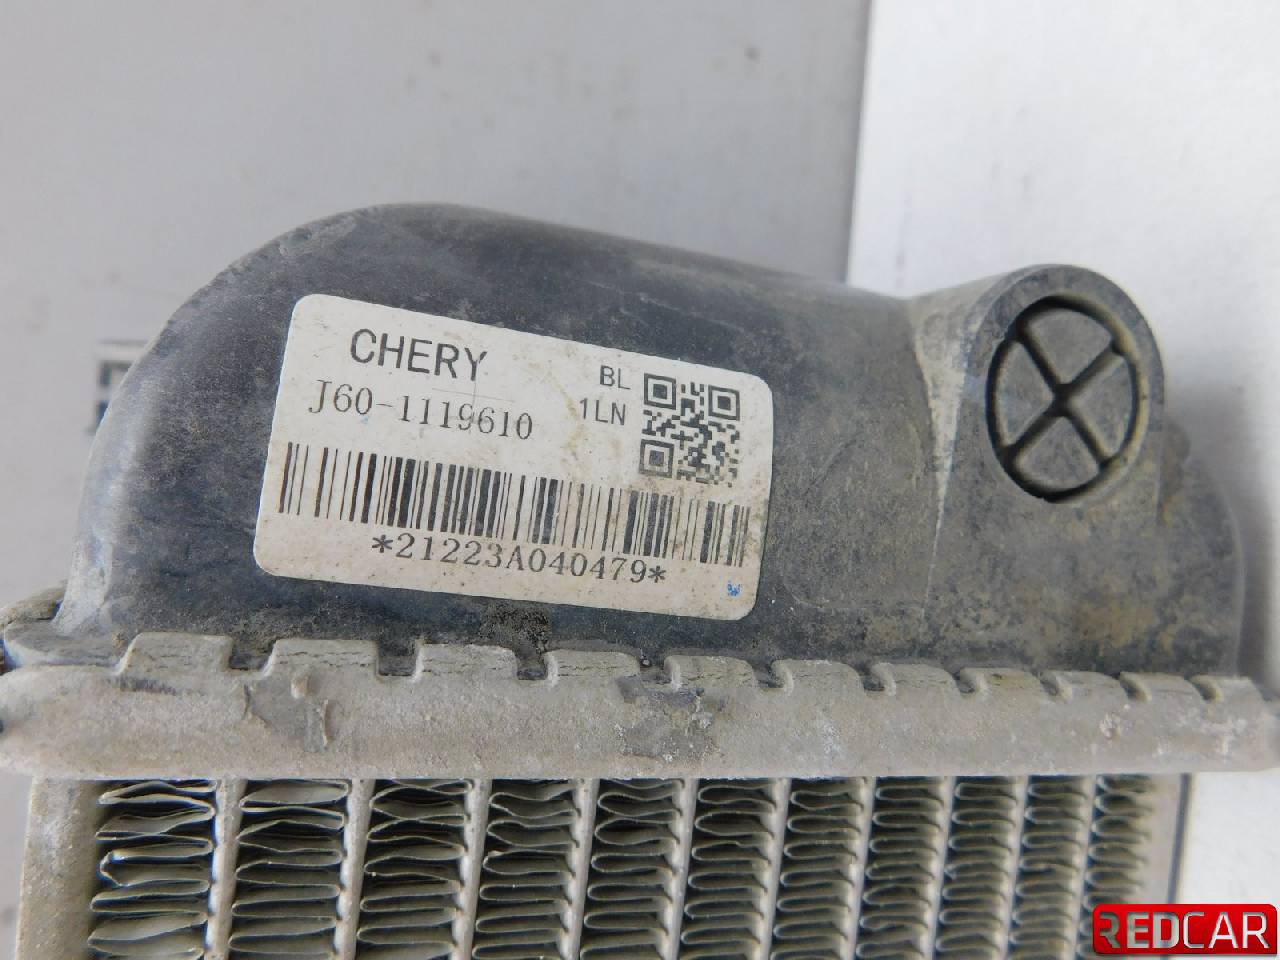 CHERY
J60-1119610
BL
1LN
*21223A040479*
REDCAR